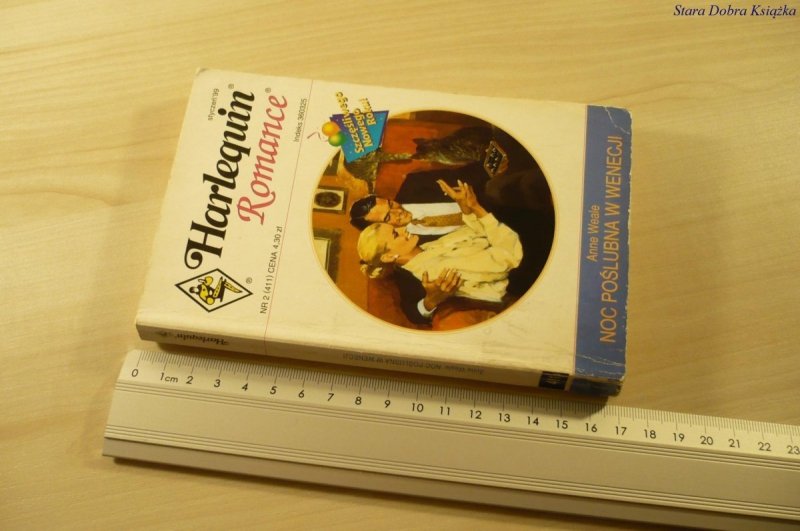 Stara Dobra Książka
styczeń'99
Harlequin®
Romance®
Indeks 360325
NR 2 (411) CENA 4,30 zł
®
Szczęśliwego
Nowego
Roku!
Anne Weale
NOC POŚLUBNA W WENECJI
Harlequin®
Anne Weale NOC POŚLUBNA W WENECJI
0 1cm 2 3 4 5 6 7 8 9 10 11 12 13 14 15 16 17 18 19 20 21 22 23